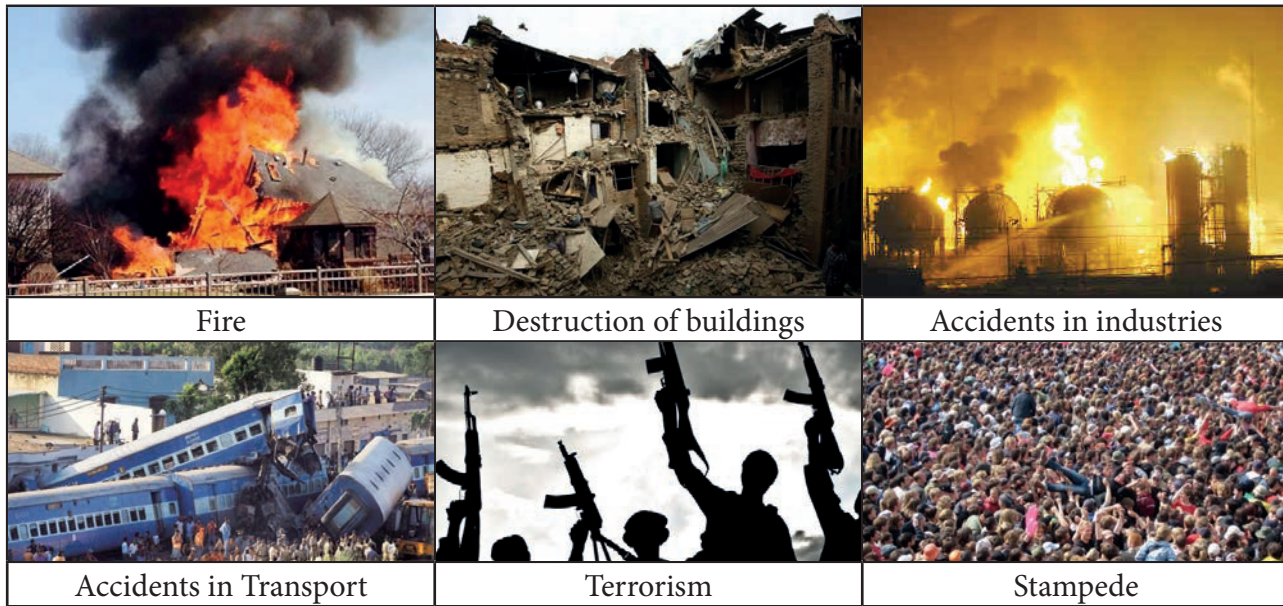 Fire
Destruction of buildings
Accidents in industries
Accidents in Transport
Terrorism
Stampede